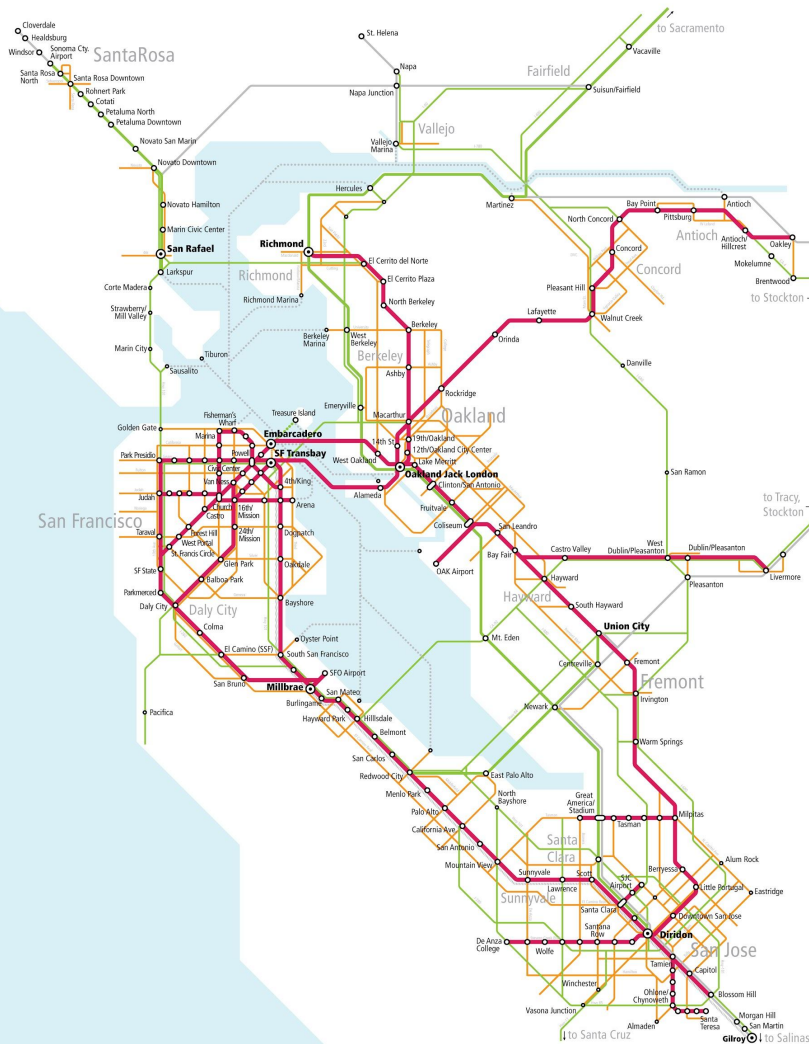 Cloverdale
Healdsburg
Windsor
Sonoma Cty.
Airport
SantaRosa
Santa Rosa
North
Santa Rosa Downtown
Rohnert Park
Cotati
Petaluma North
Petaluma Downtown
Novato San Marin
Novato Downtown
Novato Hamilton
Marin Civic Center
San Rafael
Larkspur
Corte Madera
Strawberry/
Mill Valley
Marin City
Sausalito
Tiburon
St. Helena
Napa
Napa Junction
Vallejo
Vallejo
Marina
Fairfield
Suisun/Fairfield
Vacaville
to Sacramento
Hercules
Martinez
Richmond
Richmond
Richmond Marina
El Cerrito del Norte
El Cerrito Plaza
North Berkeley
Berkeley
Berkeley
Marina
West
Berkeley
Berkeley
Ashby
Emeryville
Macarthur
Rockridge
Orinda
Lafayette
Walnut Creek
Pleasant Hill
Concord
Concord
North Concord
Bay Point
Pittsburg
Antioch
Antioch
Antioch/
Hillcrest
Oakley
Mokelumne
Brentwood
to Stockton
Danville
San Ramon
to Tracy,
Stockton
Golden Gate
Fisherman's
Wharf
Marina
Treasure Island
Embarcadero
SF Transbay
Park Presidio
Powell
Civic Center
Van Ness
4th/King
Judah
Church
Castro
16th/
Mission
Arena
San Francisco
Taraval
Forest Hill
West Portal
St. Francis Circle
24th/
Mission
Dogpatch
Glen Park
Oakdale
SF State
Balboa Park
Parkmerced
Bayshore
Daly City
Daly City
Colma
El Camino (SSF)
Oyster Point
South San Francisco
San Bruno
SFO Airport
Millbrae
Pacifica
Oakland
14th St.
19th/Oakland
12th/Oakland City Center
West Oakland
Lake Merritt
Oakland Jack London
Clinton/San Antonio
Alameda
Fruitvale
Coliseum
San Leandro
OAK Airport
Bay Fair
Castro Valley
West
Dublin/Pleasanton
Dublin/Pleasanton
Livermore
Pleasanton
Hayward
Hayward
South Hayward
Union City
Mt. Eden
Centreville
Fremont
Fremont
Irvington
Newark
Warm Springs
San Mateo
Burlingame
Hayward Park
Hilllsdale
Belmont
San Carlos
Redwood City
East Palo Alto
Menlo Park
North
Bayshore
Palo Alto
California Ave.
San Antonio
Mountain View
Great
America/
Stadium
Tasman
Milpitas
Santa
Clara
Sunnyvale
Sunnyvale
Lawrence
Scott
SJC
Airport
Berryessa
Alum Rock
Little Portugal
Eastridge
Santa Clara
Downtown San Jose
Santana
Row
De Anza
College
Wolfe
Diridon
San Jose
Tamien
Capitol
Winchester
Ohlone/
Chynoweth
Blossom Hill
Vasona Junction
Santa
Teresa
Almaden
Morgan Hill
San Martin
Gilroy
to Santa Cruz
to Salinas